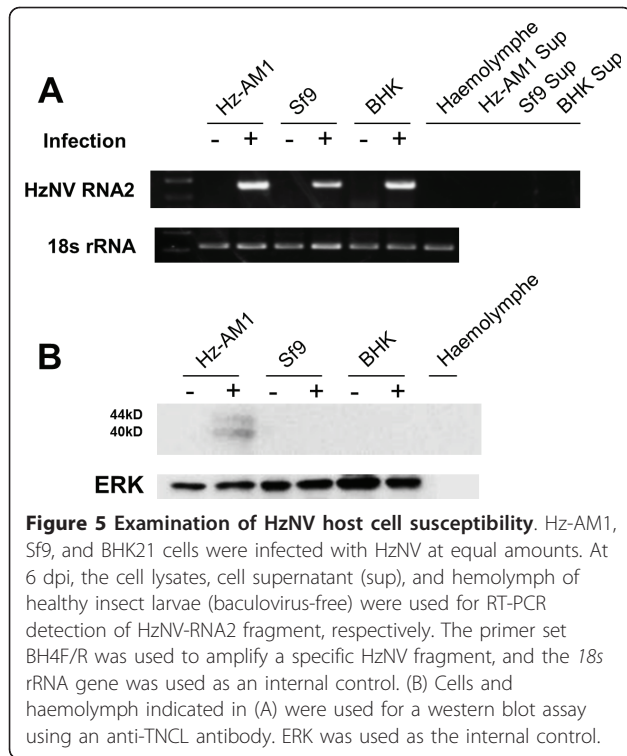 A
Hz-AM1 Sf9 BHK Haemolymphe Hz-AM1 Sup Sf9 Sup BHK Sup
Infection - + - + - +
HzNV RNA2
18s rRNA
B
Hz-AM1 Sf9 BHK Haemolymphe
- + - + - +
44kD
40kD
ERK
Figure 5 Examination of HzNV host cell susceptibility. Hz-AM1,
Sf9, and BHK21 cells were infected with HzNV at equal amounts. At
6 dpi, the cell lysates, cell supernatant (sup), and hemolymph of
healthy insect larvae (baculovirus-free) were used for RT-PCR
detection of HzNV-RNA2 fragment, respectively. The primer set
BH4F/R was used to amplify a specific HzNV fragment, and the 18s
rRNA gene was used as an internal control. (B) Cells and
haemolymph indicated in (A) were used for a western blot assay
using an anti-TNCL antibody. ERK was used as the internal control.